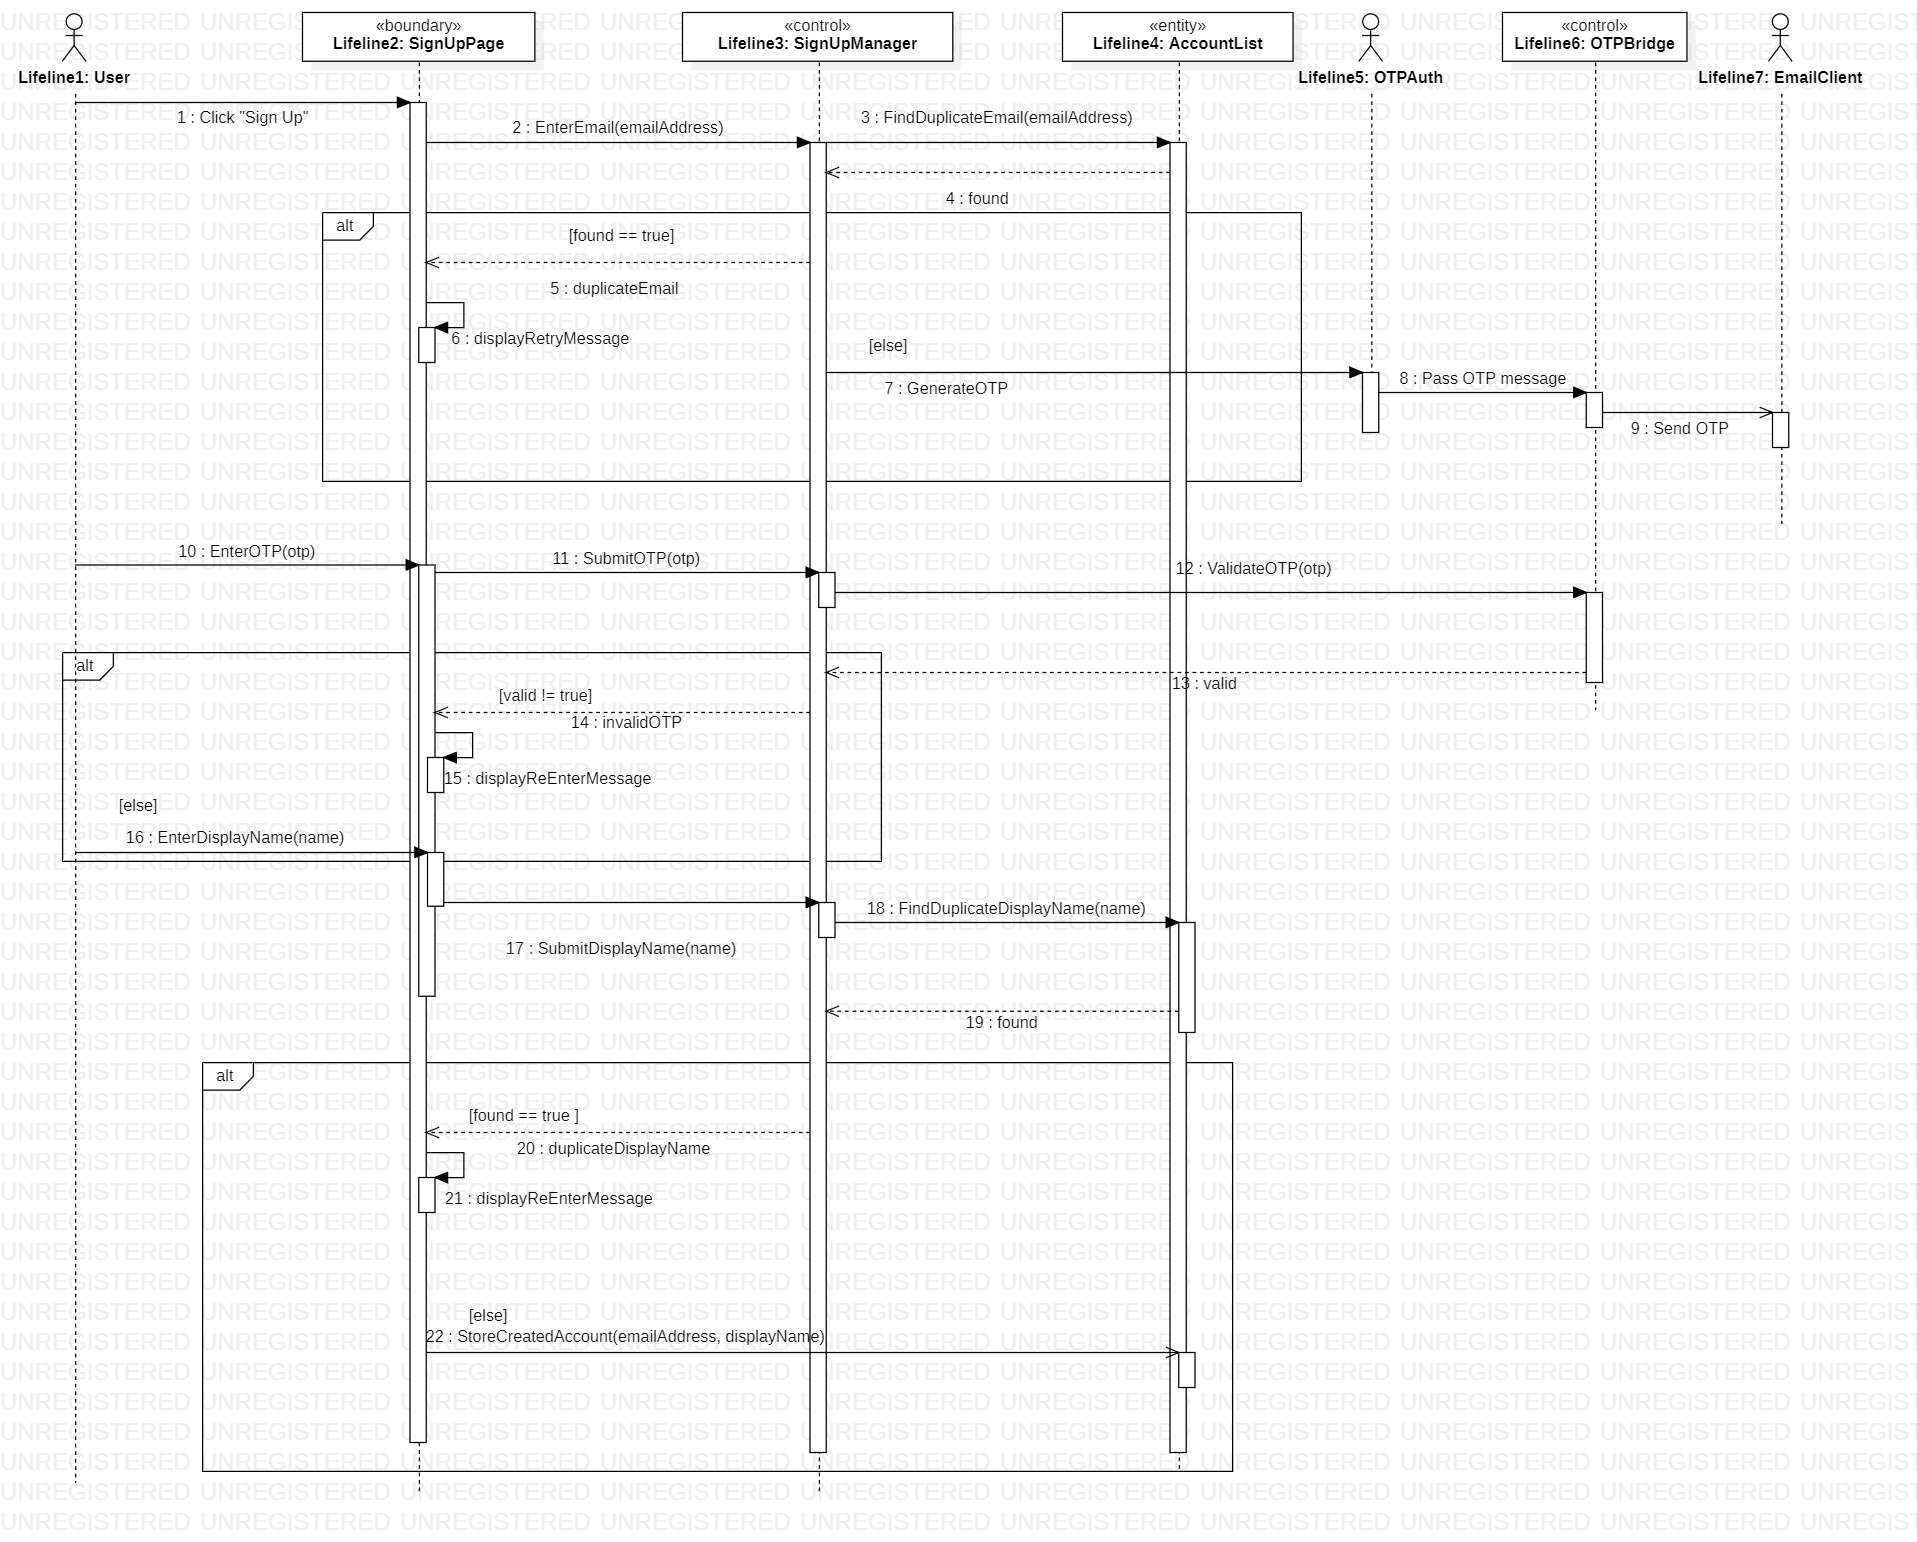 «boundary»
Lifeline2: SignUpPage
«control»
Lifeline3: SignUpManager
«entity»
Lifeline4: AccountList
«control»
Lifeline6: OTPBridge
Lifeline1: User
Lifeline5: OTPAuth
Lifeline7: EmailClient
1 : Click "Sign Up"
2 : EnterEmail(emailAddress)
3 : FindDuplicateEmail(emailAddress)
4 : found
alt
[found == true]
5 : duplicateEmail
6 : displayRetryMessage
[else]
7 : GenerateOTP
8 : Pass OTP message
9 : Send OTP
10 : EnterOTP(otp)
11 : SubmitOTP(otp)
12 : ValidateOTP(otp)
alt
13 : valid
[valid != true]
14 : invalidOTP
15 : displayReEnterMessage
[else]
16 : EnterDisplayName(name)
17 : SubmitDisplayName(name)
18 : FindDuplicateDisplayName(name)
19 : found
alt
[found == true ]
20 : duplicateDisplayName
21 : displayReEnterMessage
[else]
22 : StoreCreatedAccount(emailAddress, displayName)
UNREGISTERED